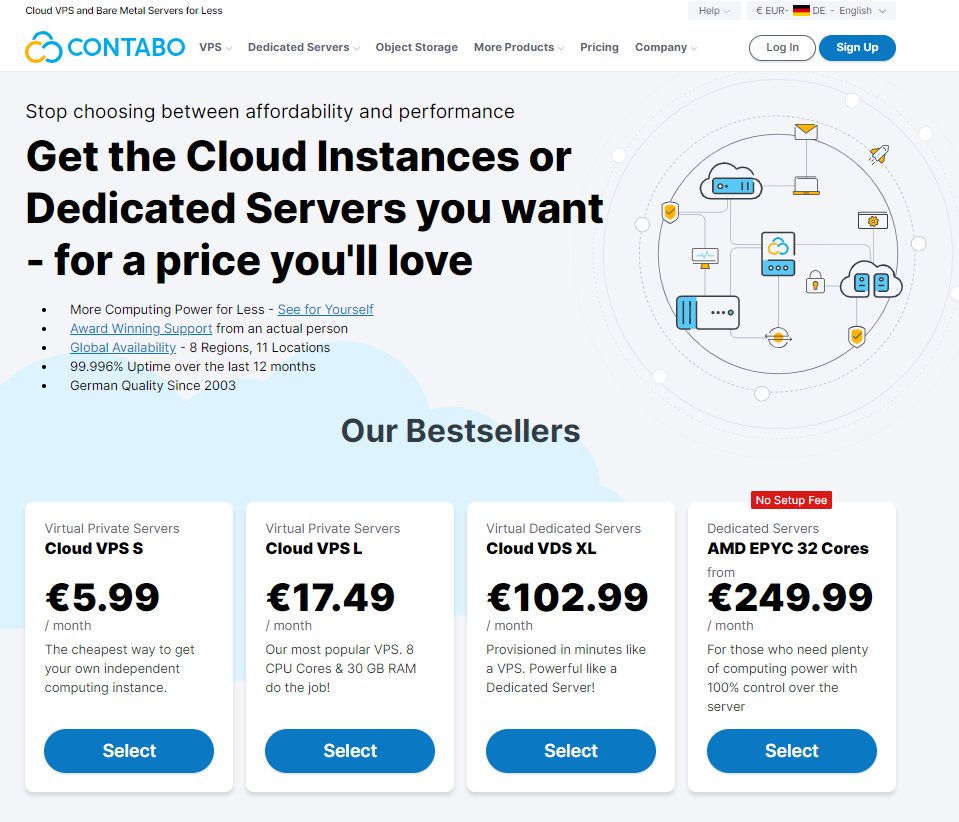 Cloud VPS and Bare Metal Servers for Less
Help
€ EUR- DE - English
CONTABO
VPS
Dedicated Servers
Object Storage
More Products
Pricing
Company
Log In
Sign Up
Stop choosing between affordability and performance
Get the Cloud Instances or
Dedicated Servers you want
- for a price you'll love
• More Computing Power for Less - See for Yourself
• Award Winning Support from an actual person
• Global Availability - 8 Regions, 11 Locations
• 99.996% Uptime over the last 12 months
• German Quality Since 2003
Our Bestsellers
Virtual Private Servers
Cloud VPS S
€5.99
/ month
The cheapest way to get
your own independent
computing instance.
Select
Virtual Private Servers
Cloud VPS L
€17.49
/ month
Our most popular VPS. 8
CPU Cores & 30 GB RAM
do the job!
Select
Virtual Dedicated Servers
Cloud VDS XL
€102.99
/ month
Provisioned in minutes like
a VPS. Powerful like a
Dedicated Server!
Select
No Setup Fee
Dedicated Servers
AMD EPYC 32 Cores
from
€249.99
/ month
For those who need plenty
of computing power with
100% control over the
server
Select